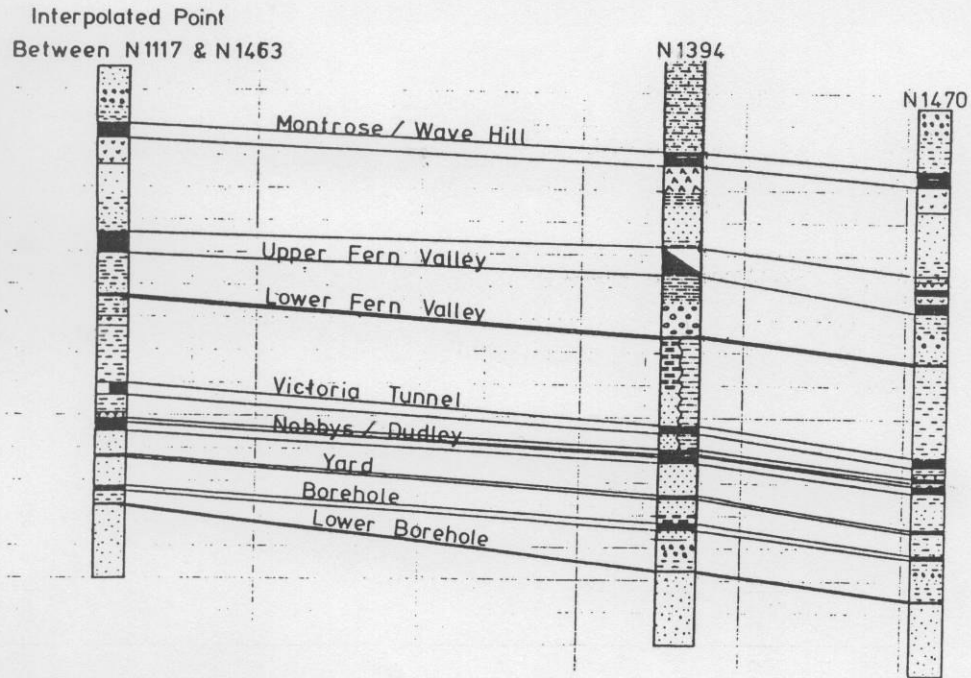 Interpolated Point
Between N1117 & N1463
N1394
N1470
Montrose / Wave Hill
Upper Fern Valley
Lower Fern Valley
Victoria Tunnel
Nobbys / Dudley
Yard
Borehole
Lower Borehole